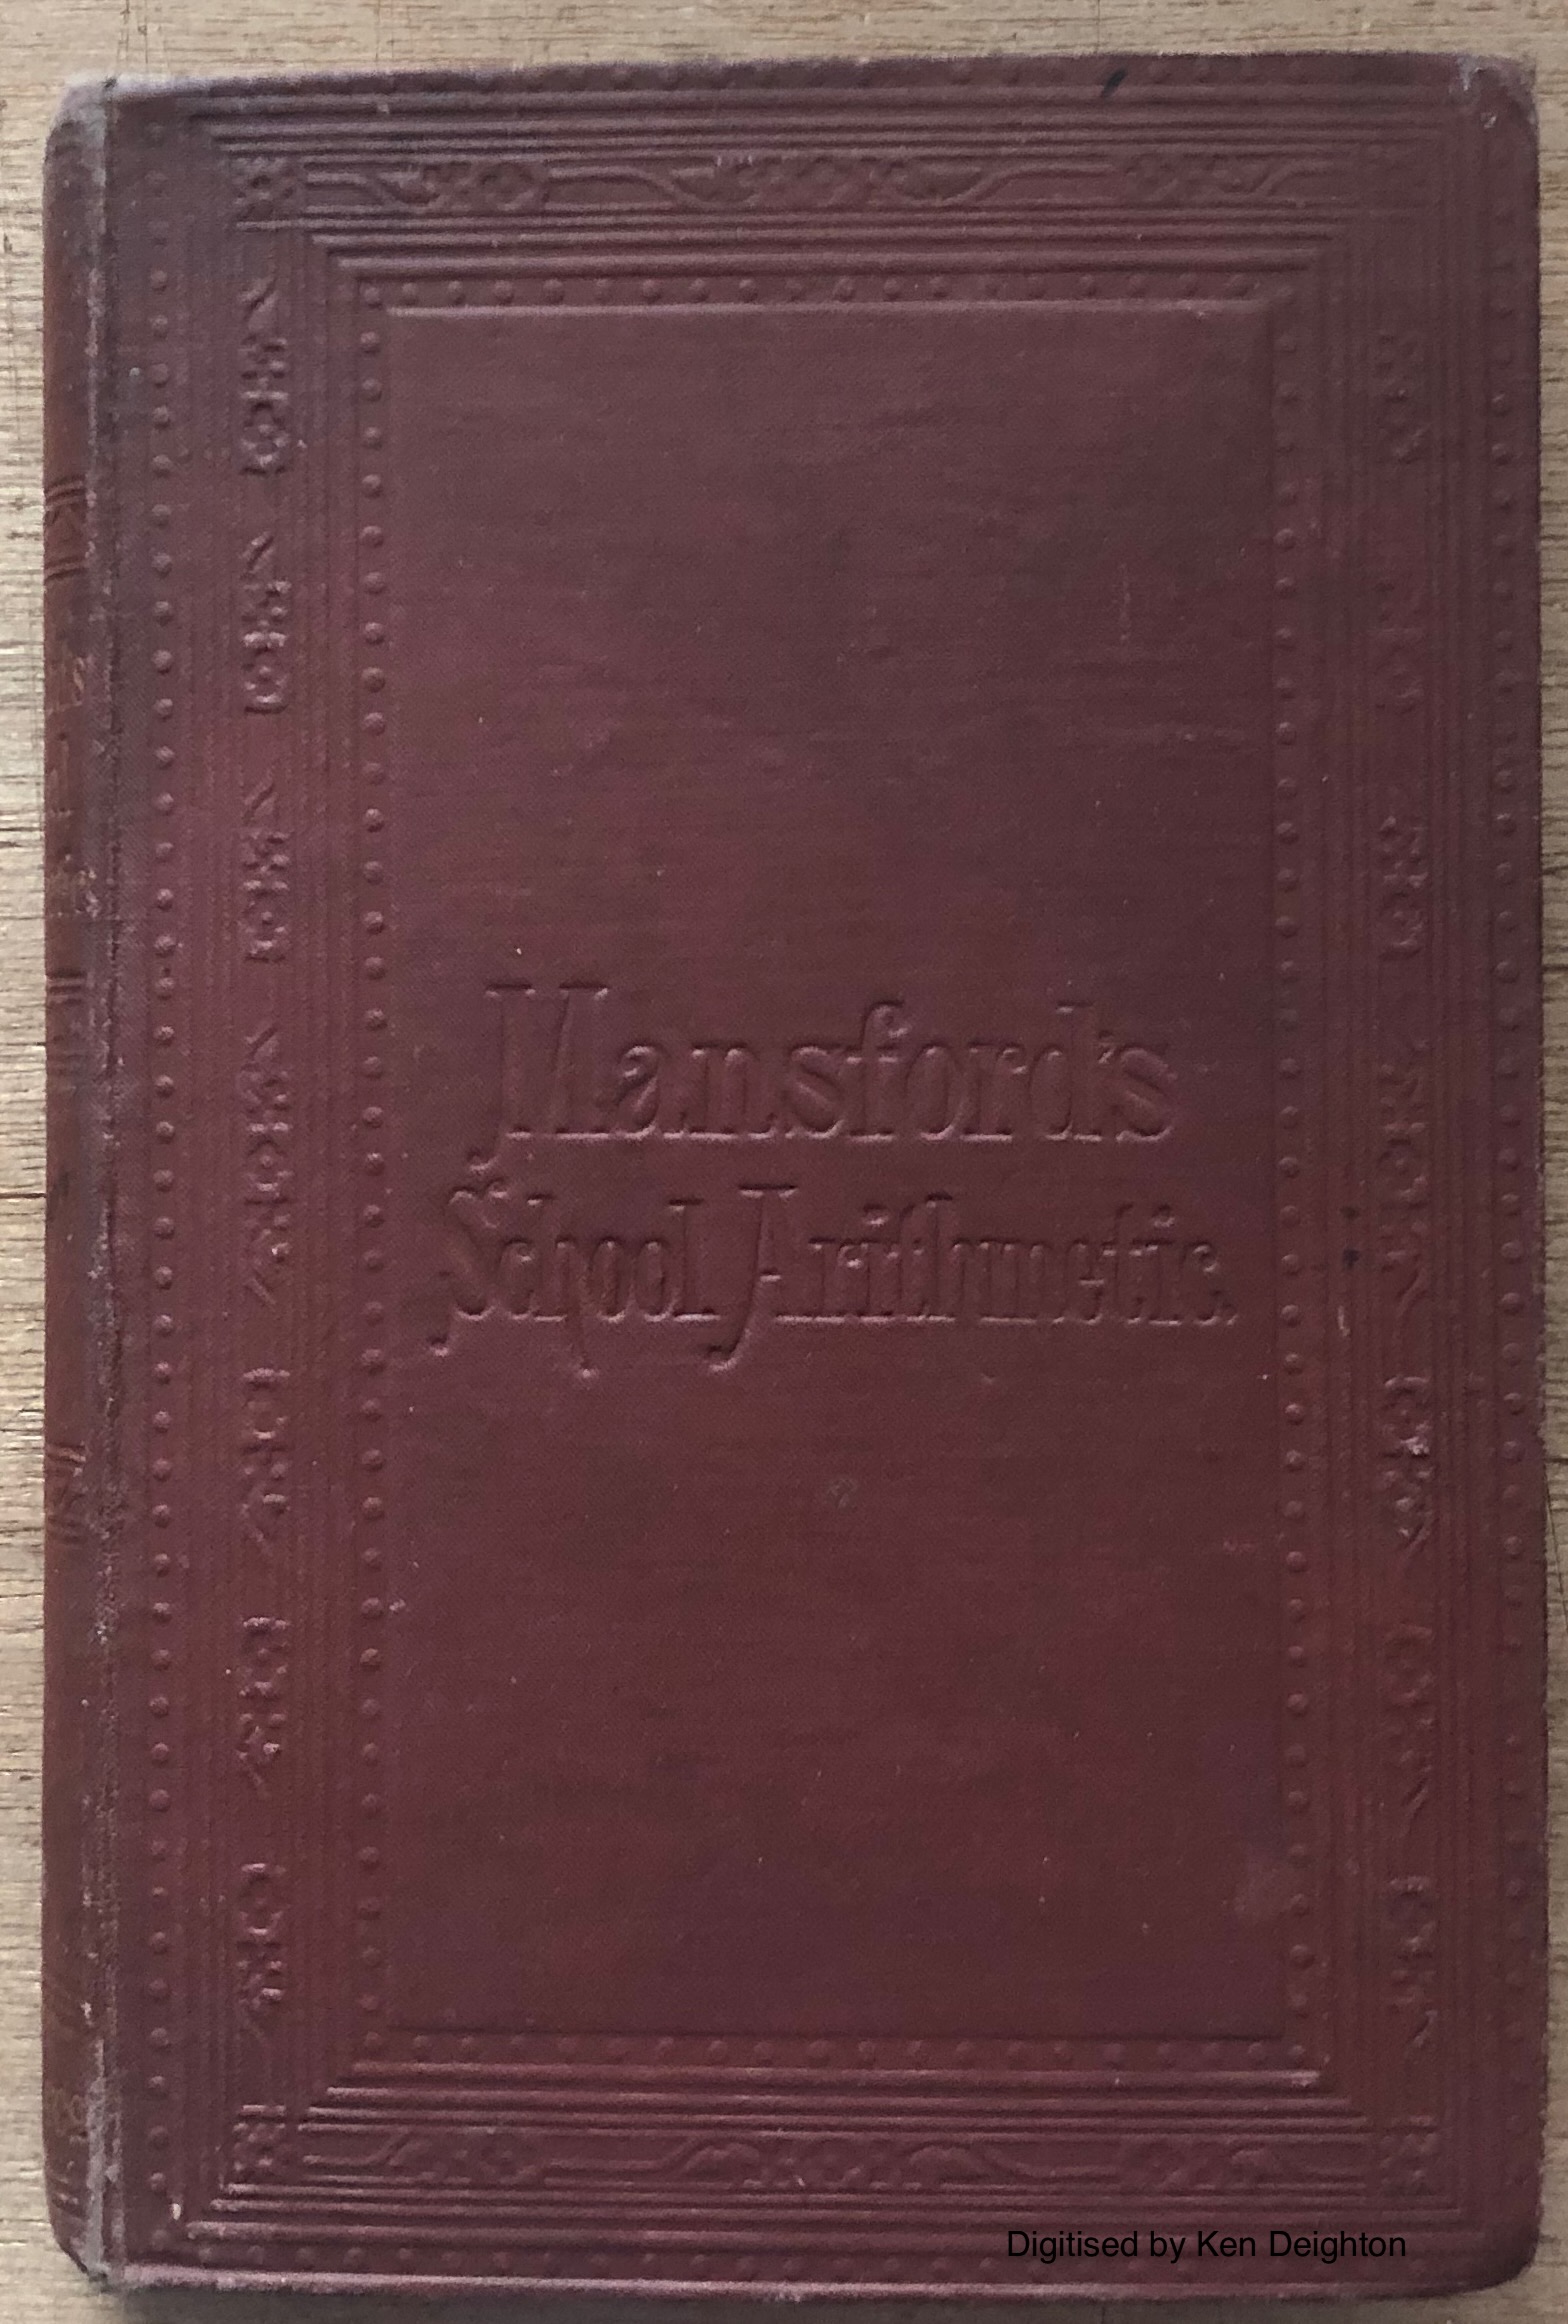 Mansford's
School Arithmetic.
Digitised by Ken Deighton